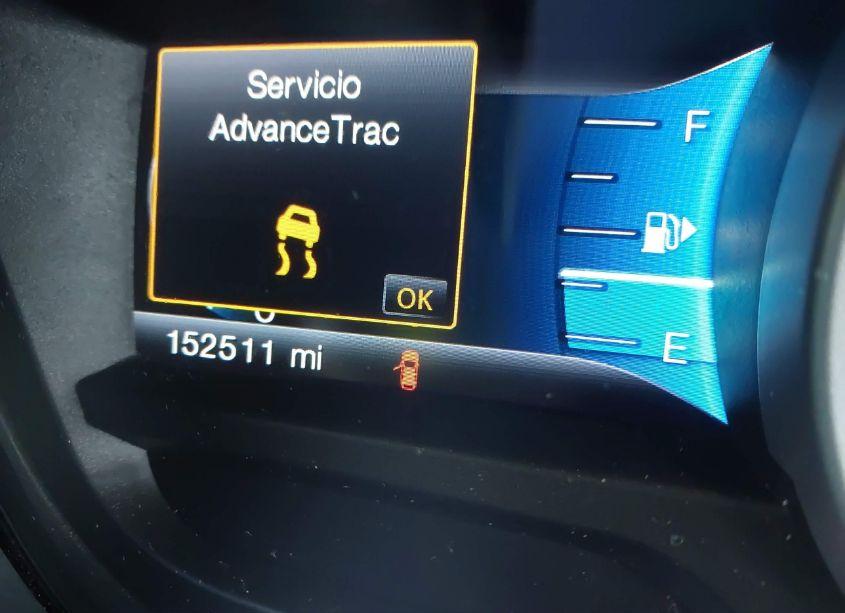 Servicio
AdvanceTrac
OK
152511 mi
F
E